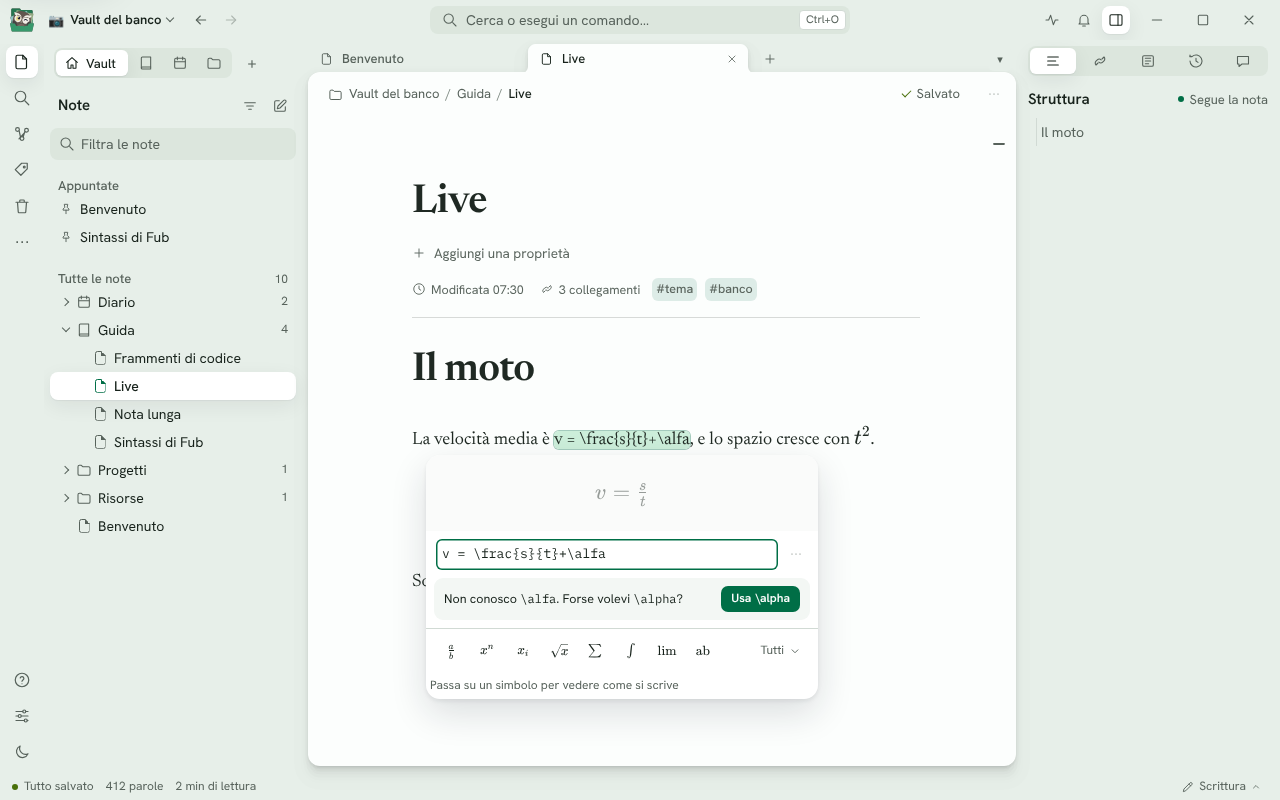 Vault del banco
Cerca o esegui un comando...
Ctrl+O
Vault
Benvenuto
Live
Note
Filtra le note
Appuntate
Benvenuto
Sintassi di Fub
Tutte le note 10
Diario 2
Guida 4
Frammenti di codice
Live
Nota lunga
Sintassi di Fub
Progetti 1
Risorse 1
Benvenuto
Tutto salvato 412 parole 2 min di lettura
Vault del banco / Guida / Live
Salvato
Live
Aggiungi una proprietà
Modificata 07:30 3 collegamenti #tema #banco
Il moto
La velocità media è v = \frac{s}{t}+\alfa, e lo spazio cresce con t².
v = s/t
v = \frac{s}{t}+\alfa
So
Non conosco \alfa. Forse volevi \alpha?
Usa \alpha
a/b xⁿ xᵢ √x ∑ ∫ lim ab Tutti
Passa su un simbolo per vedere come si scrive
Struttura
Segue la nota
Il moto
Scrittura